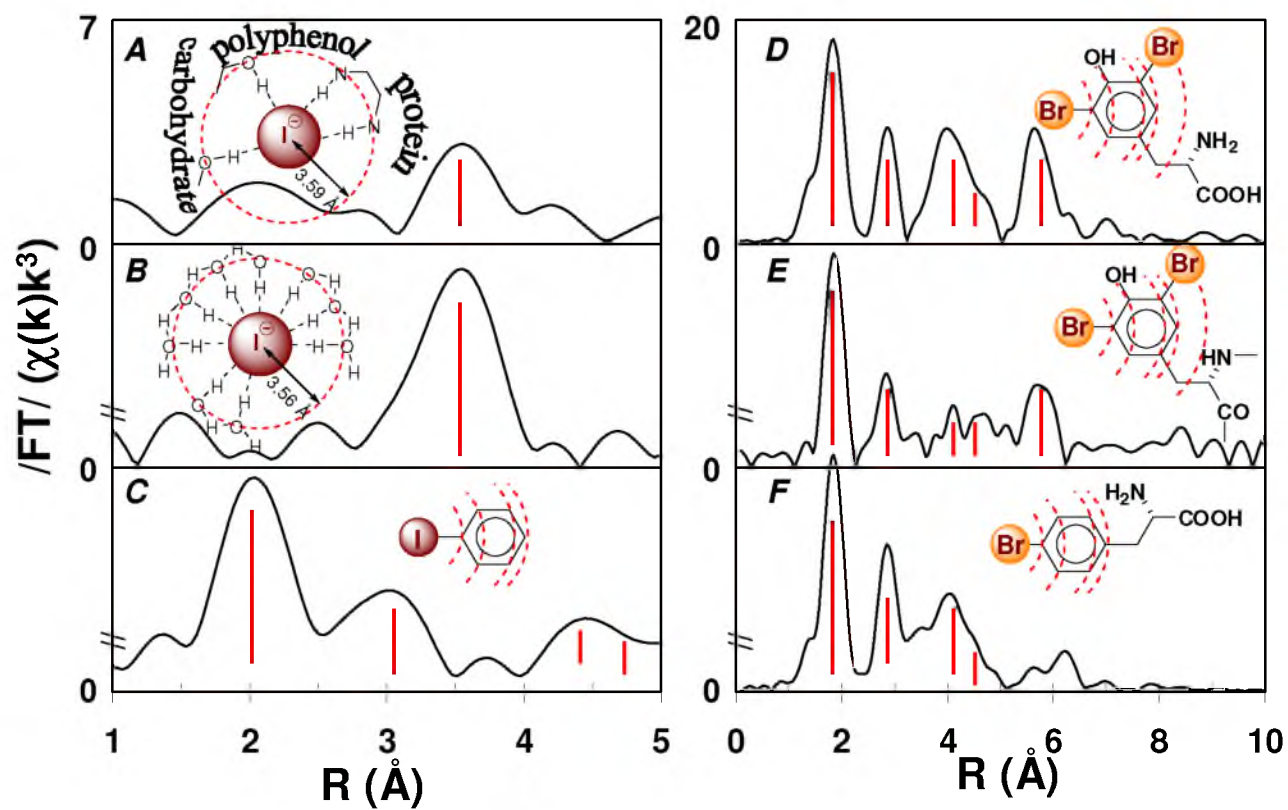 /FT/ (χ(k)k³)
7
0
A
carbohydrate
polyphenol
protein
O
H
H
N
H
N
O
H
I⊖
3.59 Å
0
B
H
O
H
H
O
H
O
H
O
H
H
O
H
H
H
O
H
H
H
O
H
I⊖
H
H
O
H
H
H
O
H
O
H
3.56 Å
0
C
I
1
2
3
4
5
R (Å)
20
0
D
Br
OH
Br
NH₂
COOH
0
E
Br
OH
Br
HN
CO
0
F
H₂N
COOH
Br
0
2
4
6
8
10
R (Å)